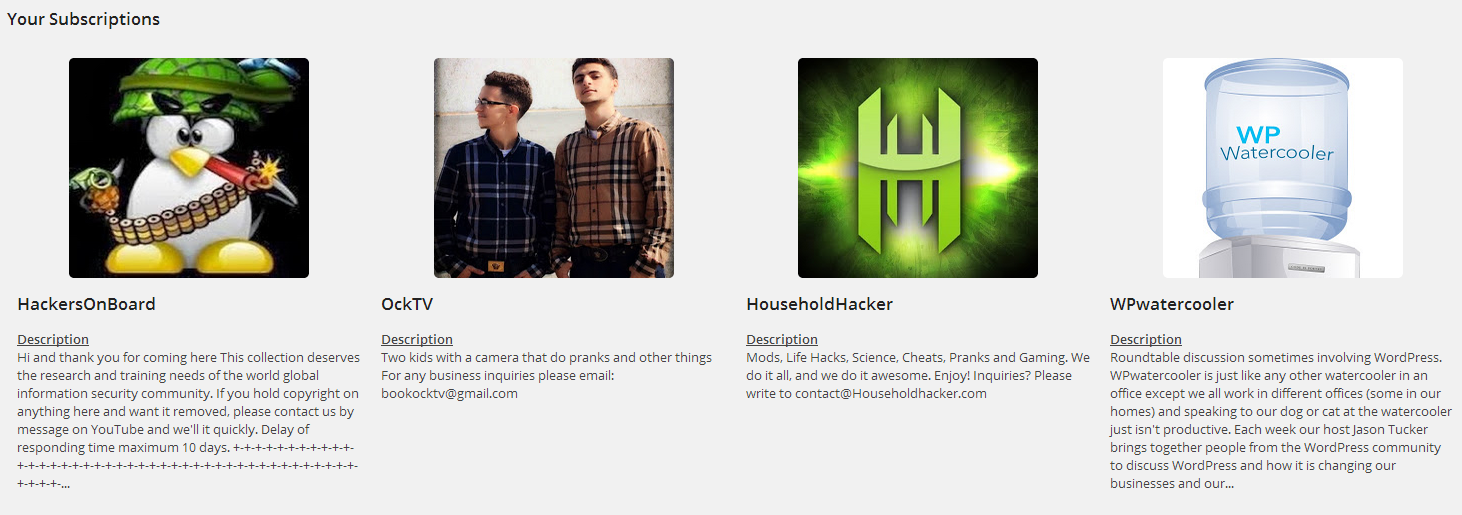 Your Subscriptions
WP
Watercooler
HackersOnBoard
Description
Hi and thank you for coming here This collection deserves
the research and training needs of the world global
information security community. If you hold copyright on
anything here and want it removed, please contact us by
message on YouTube and we'll it quickly. Delay of
responding time maximum 10 days. +-+-+-+-+-+-+-+-+-+-+-
+-+-+-+-+-+-+-+-+-+-+-+-+-+-+-+-+-+-+-+-+-+-+-+-+-+-+-+-+-+-+-
+-+-+-+-...
OckTV
Description
Two kids with a camera that do pranks and other things
For any business inquiries please email:
bookocktv@gmail.com
HouseholdHacker
Description
Mods, Life Hacks, Science, Cheats, Pranks and Gaming. We
do it all, and we do it awesome. Enjoy! Inquiries? Please
write to contact@Householdhacker.com
WPwatercooler
Description
Roundtable discussion sometimes involving WordPress.
WPwatercooler is just like any other watercooler in an
office except we all work in different offices (some in our
homes) and speaking to our dog or cat at the watercooler
just isn't productive. Each week our host Jason Tucker
brings together people from the WordPress community
to discuss WordPress and how it is changing our
businesses and our...